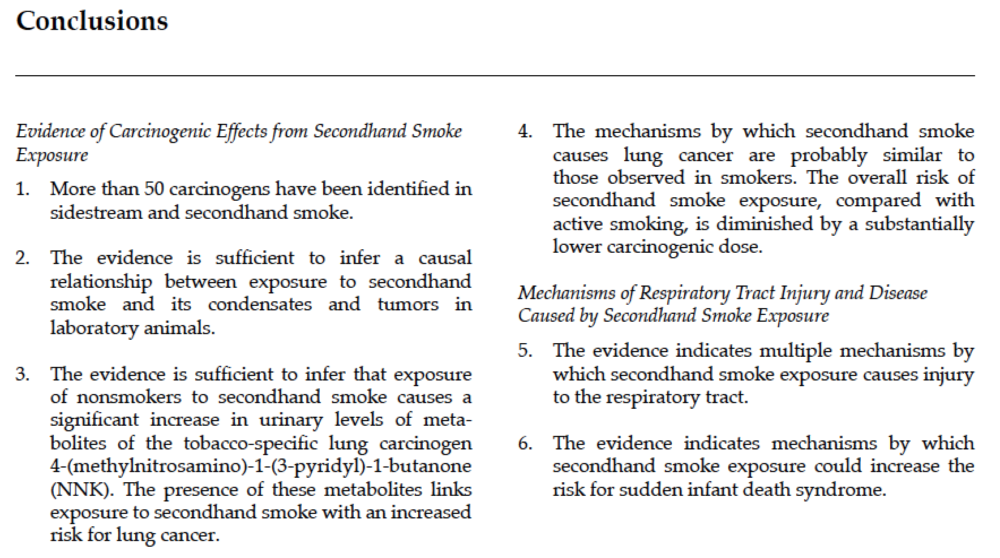 Conclusions
Evidence of Carcinogenic Effects from Secondhand Smoke
Exposure
1. More than 50 carcinogens have been identified in
sidestream and secondhand smoke.
2. The evidence is sufficient to infer a causal
relationship between exposure to secondhand
smoke and its condensates and tumors in
laboratory animals.
3. The evidence is sufficient to infer that exposure
of nonsmokers to secondhand smoke causes a
significant increase in urinary levels of meta-
bolites of the tobacco-specific lung carcinogen
4-(methylnitrosamino)-1-(3-pyridyl)-1-butanone
(NNK). The presence of these metabolites links
exposure to secondhand smoke with an increased
risk for lung cancer.
4. The mechanisms by which secondhand smoke
causes lung cancer are probably similar to
those observed in smokers. The overall risk of
secondhand smoke exposure, compared with
active smoking, is diminished by a substantially
lower carcinogenic dose.
Mechanisms of Respiratory Tract Injury and Disease
Caused by Secondhand Smoke Exposure
5. The evidence indicates multiple mechanisms by
which secondhand smoke exposure causes injury
to the respiratory tract.
6. The evidence indicates mechanisms by which
secondhand smoke exposure could increase the
risk for sudden infant death syndrome.